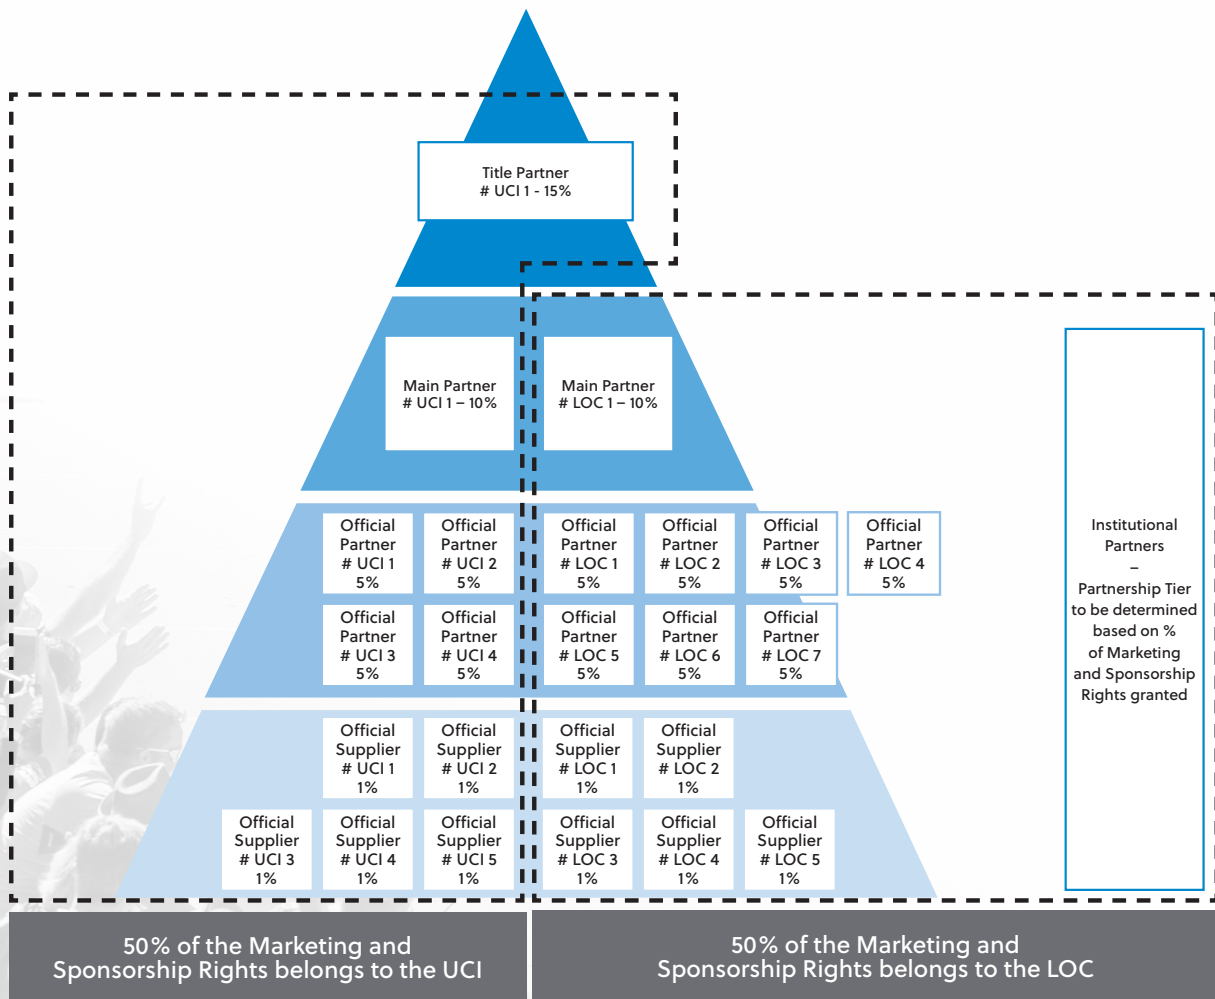 Title Partner
# UCI 1 - 15%
Main Partner
# UCI 1 – 10%
Main Partner
# LOC 1 – 10%
Official
Partner
# UCI 1
5%
Official
Partner
# UCI 2
5%
Official
Partner
# LOC 1
5%
Official
Partner
# LOC 2
5%
Official
Partner
# LOC 3
5%
Official
Partner
# LOC 4
5%
Official
Partner
# UCI 3
5%
Official
Partner
# UCI 4
5%
Official
Partner
# LOC 5
5%
Official
Partner
# LOC 6
5%
Official
Partner
# LOC 7
5%
Official
Supplier
# UCI 1
1%
Official
Supplier
# UCI 2
1%
Official
Supplier
# LOC 1
1%
Official
Supplier
# LOC 2
1%
Official
Supplier
# UCI 3
1%
Official
Supplier
# UCI 4
1%
Official
Supplier
# UCI 5
1%
Official
Supplier
# LOC 3
1%
Official
Supplier
# LOC 4
1%
Official
Supplier
# LOC 5
1%
Institutional
Partners
–
Partnership Tier
to be determined
based on %
of Marketing
and Sponsorship
Rights granted
50% of the Marketing and
Sponsorship Rights belongs to the UCI
50% of the Marketing and
Sponsorship Rights belongs to the LOC